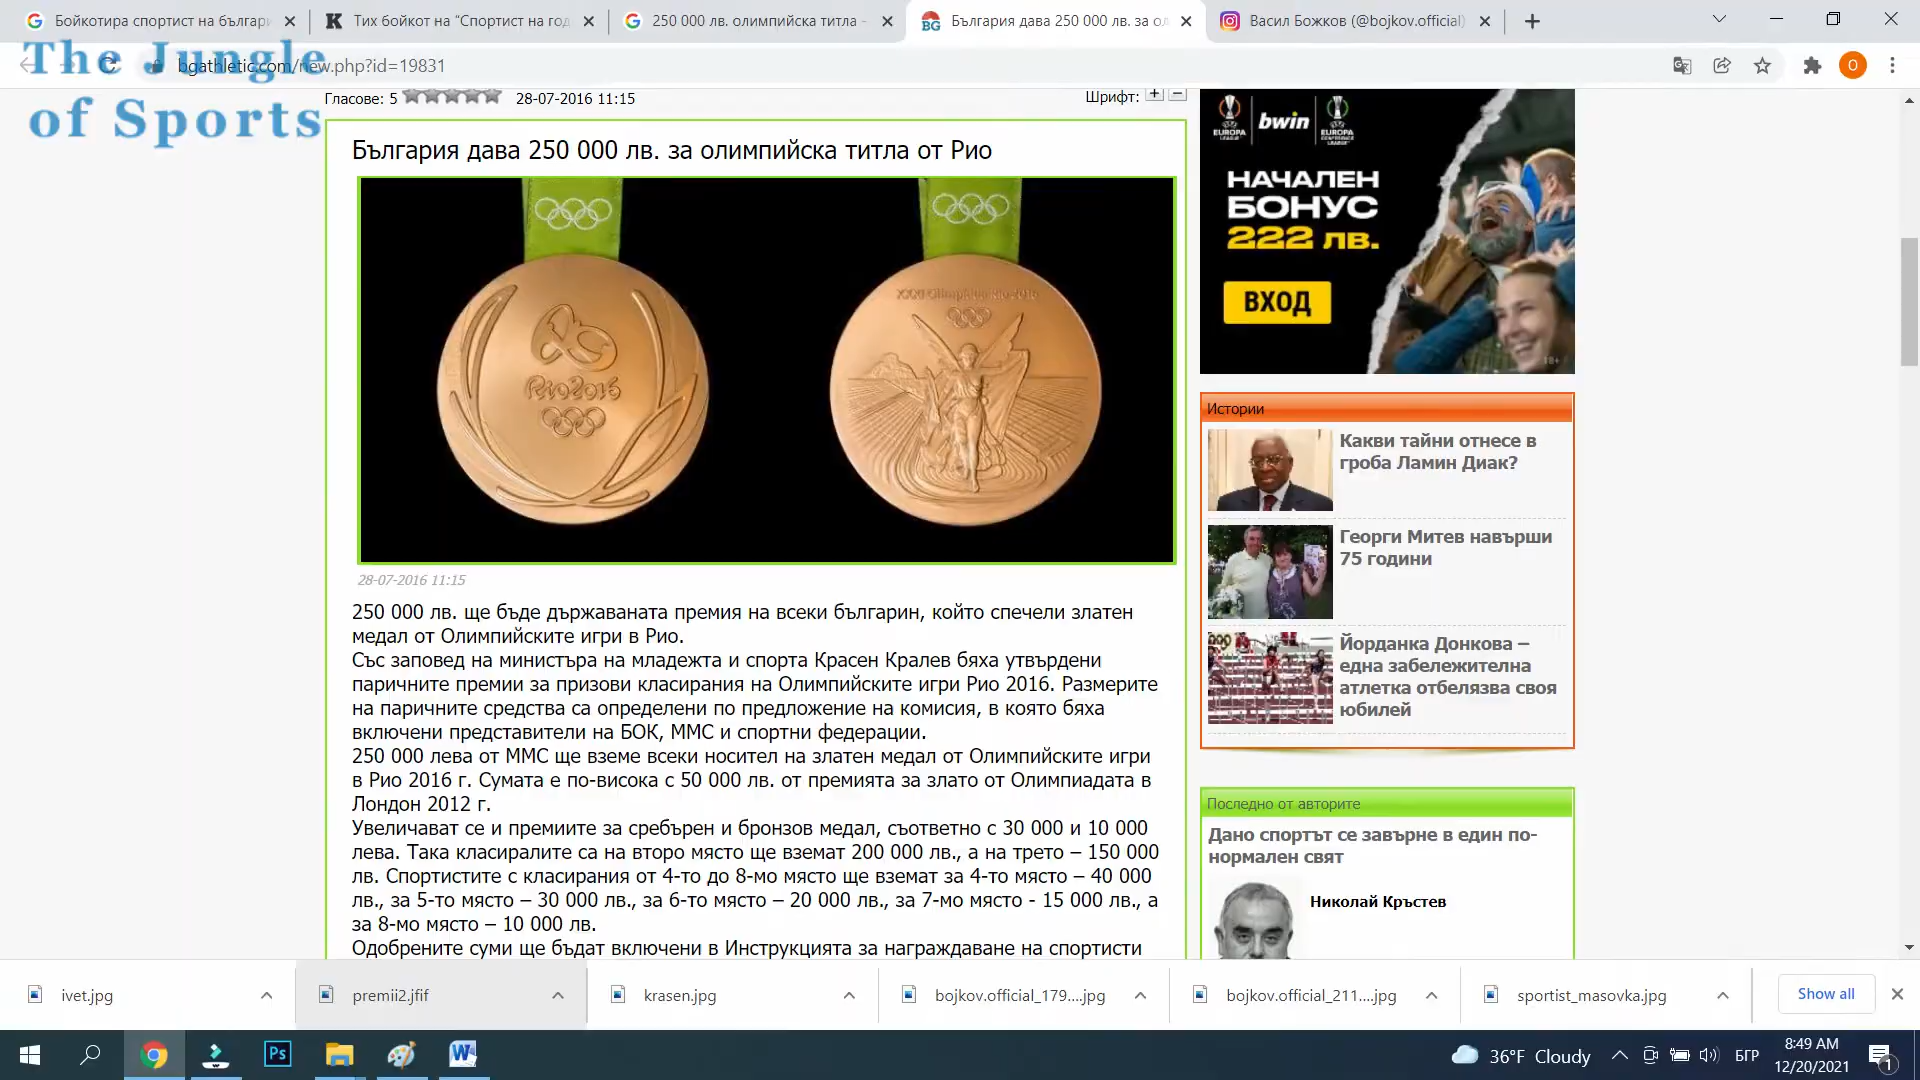 Бойкотира спортист на българи
Тих бойкот на “Спортист на год
250 000 лв. олимпийска титла -
България дава 250 000 лв. за ол
Васил Божков (@bojkov.official)
bgathletic.com/new.php?id=19831
The Jungle
of Sports
Гласове: 5
28-07-2016 11:15
Шрифт:
България дава 250 000 лв. за олимпийска титла от Рио
XXXI Olimpiada Rio 2016
Rio2016
28-07-2016 11:15
250 000 лв. ще бъде държаваната премия на всеки българин, който спечели златен
медал от Олимпийските игри в Рио.
Със заповед на министъра на младежта и спорта Красен Кралев бяха утвърдени
паричните премии за призови класирания на Олимпийските игри Рио 2016. Размерите
на паричните средства са определени по предложение на комисия, в която бяха
включени представители на БОК, ММС и спортни федерации.
250 000 лева от ММС ще вземе всеки носител на златен медал от Олимпийските игри
в Рио 2016 г. Сумата е по-висока с 50 000 лв. от премията за злато от Олимпиадата в
Лондон 2012 г.
Увеличават се и премиите за сребърен и бронзов медал, съответно с 30 000 и 10 000
лева. Така класиралите са на второ място ще вземат 200 000 лв., а на трето – 150 000
лв. Спортистите с класирания от 4-то до 8-мо място ще вземат за 4-то място – 40 000
лв., за 5-то място – 30 000 лв., за 6-то място – 20 000 лв., за 7-мо място - 15 000 лв., а
за 8-мо място – 10 000 лв.
Одобрените суми ще бъдат включени в Инструкцията за награждаване на спортисти
EUROPA LEAGUE
bwin
EUROPA CONFERENCE LEAGUE
НАЧАЛЕН
БОНУС
222 лв.
ВХОД
18+
Истории
Какви тайни отнесе в
гроба Ламин Диак?
Георги Митев навърши
75 години
Йорданка Донкова –
една забележителна
атлетка отбелязва своя
юбилей
Последно от авторите
Дано спортът се завърне в един по-
нормален свят
Николай Кръстев
ivet.jpg
premii2.jfif
krasen.jpg
bojkov.official_179....jpg
bojkov.official_211....jpg
sportist_masovka.jpg
Show all
36°F Cloudy
БГР
8:49 AM
12/20/2021
1